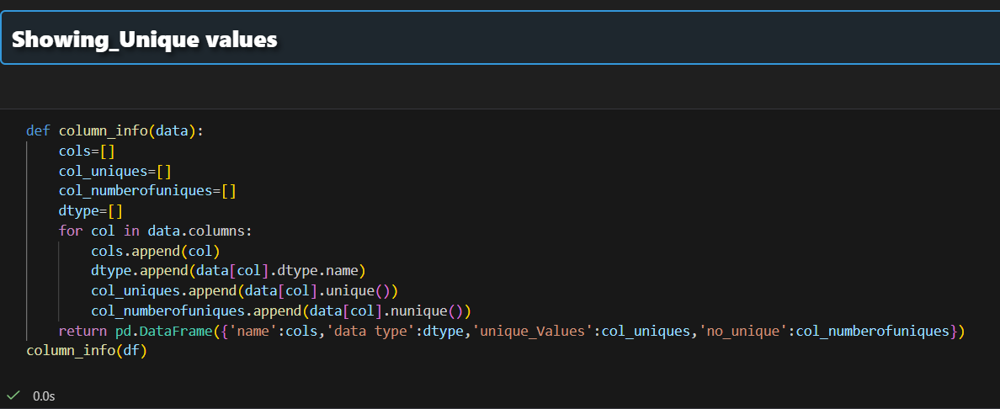 Showing_Unique values
def column_info(data):
    cols=[]
    col_uniques=[]
    col_numberofuniques=[]
    dtype=[]
    for col in data.columns:
        cols.append(col)
        dtype.append(data[col].dtype.name)
        col_uniques.append(data[col].unique())
        col_numberofuniques.append(data[col].nunique())
    return pd.DataFrame({'name':cols,'data type':dtype,'unique_Values':col_uniques,'no_unique':col_numberofuniques})
column_info(df)
0.0s